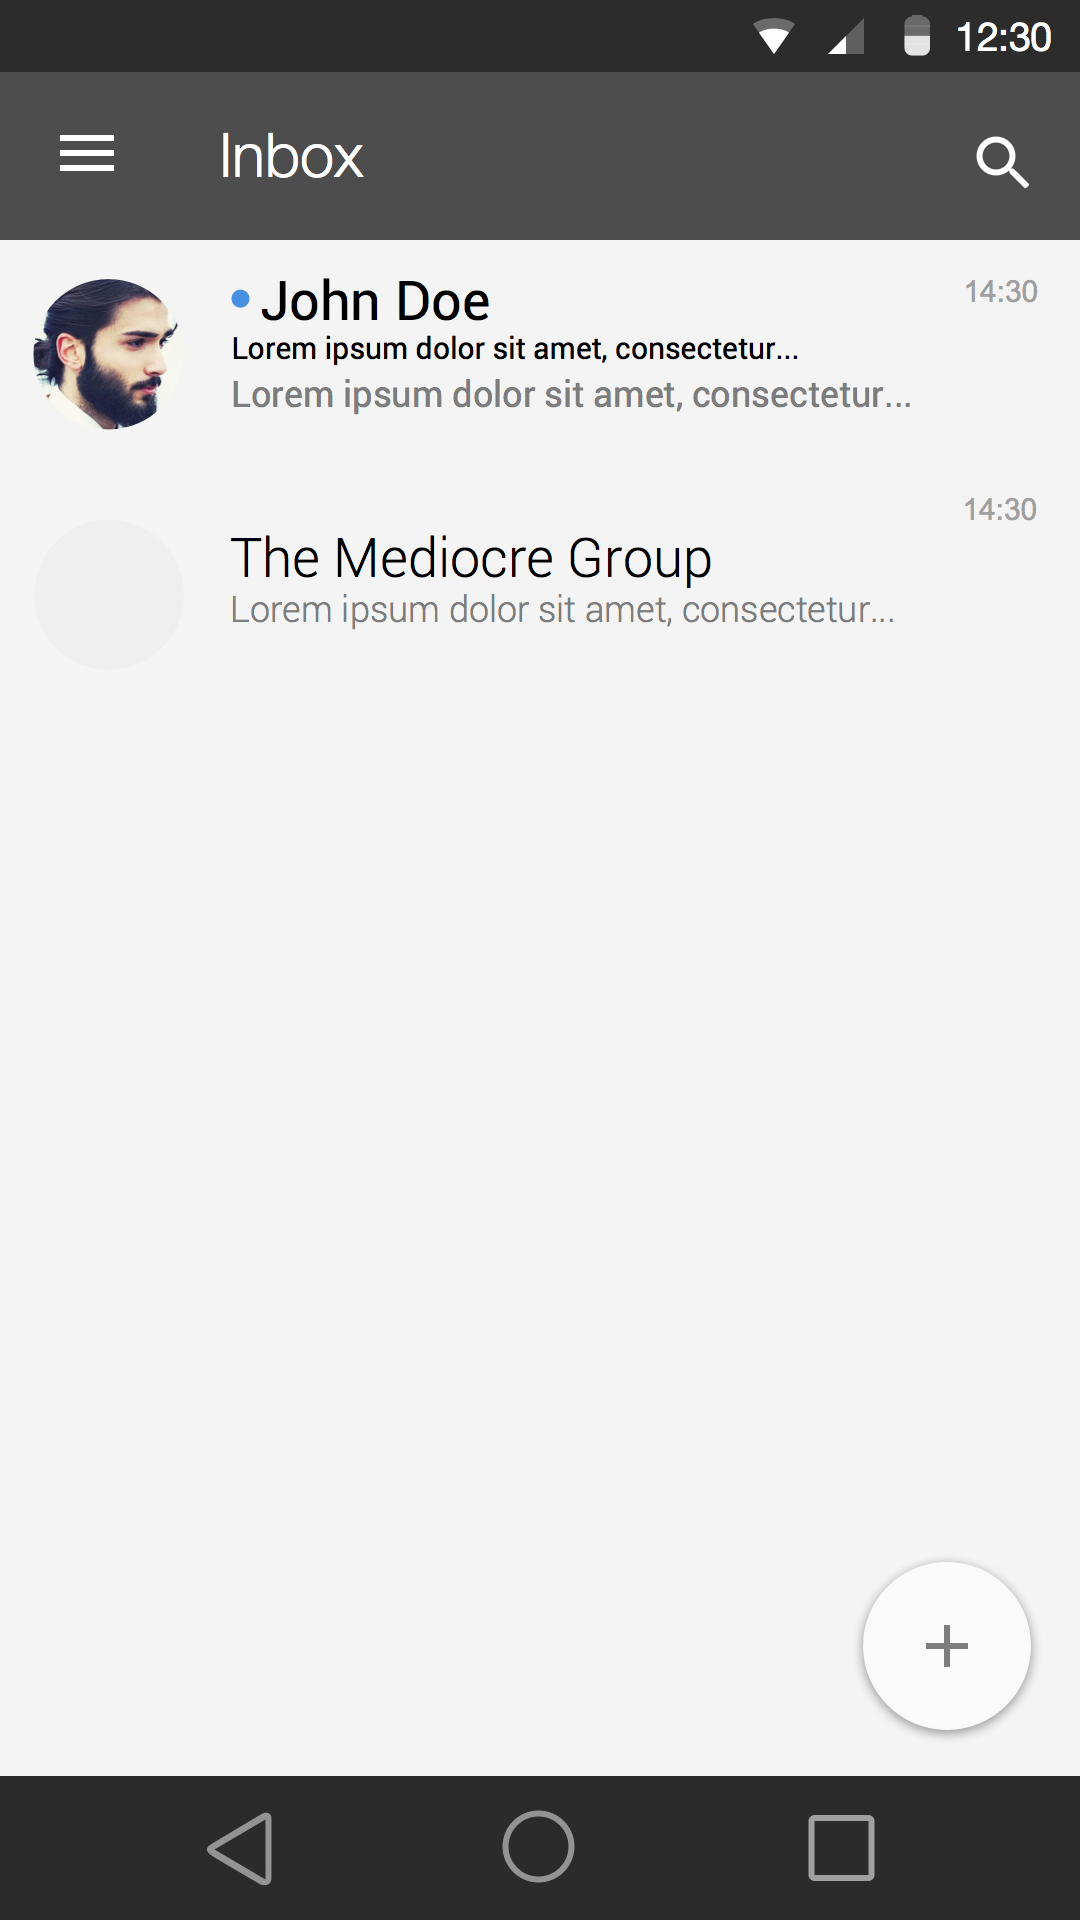 12:30
Inbox
John Doe
14:30
Lorem ipsum dolor sit amet, consectetur...
Lorem ipsum dolor sit amet, consectetur...
14:30
The Mediocre Group
Lorem ipsum dolor sit amet, consectetur...